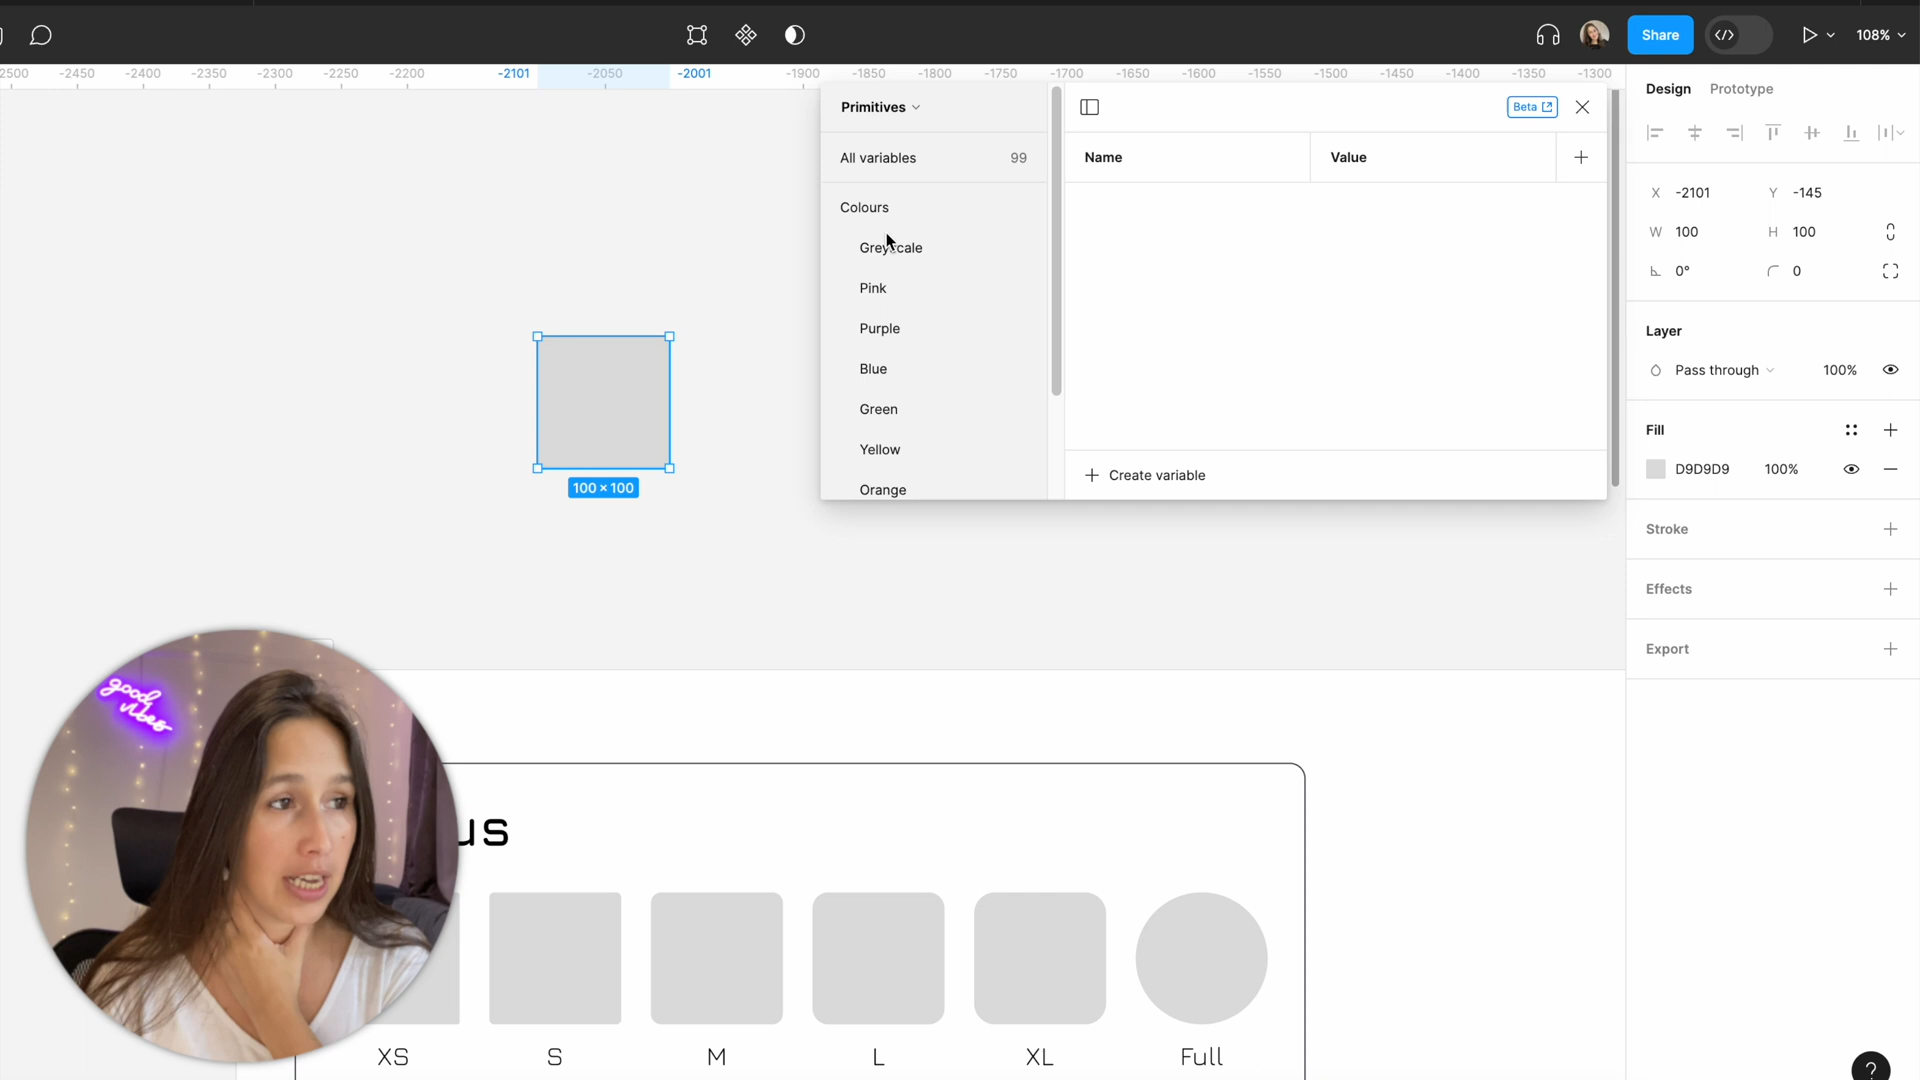 Share
108%
2500 -2450 -2400 -2350 -2300 -2250 -2200 -2101 -2050 -2001 -1900 -1850 -1800 -1750 -1700 -1650 -1600 -1550 -1500 -1450 -1400 -1350 -1300
Primitives
Beta
All variables 99
Name Value
Colours
Greyscale
Pink
Purple
Blue
Green
Yellow
Orange
+ Create variable
Design Prototype
X -2101 Y -145
W 100 H 100
0° 0
Layer
Pass through 100%
Fill
D9D9D9 100%
Stroke
Effects
Export
100 × 100
good
vibes
us
XS S M L XL Full
?